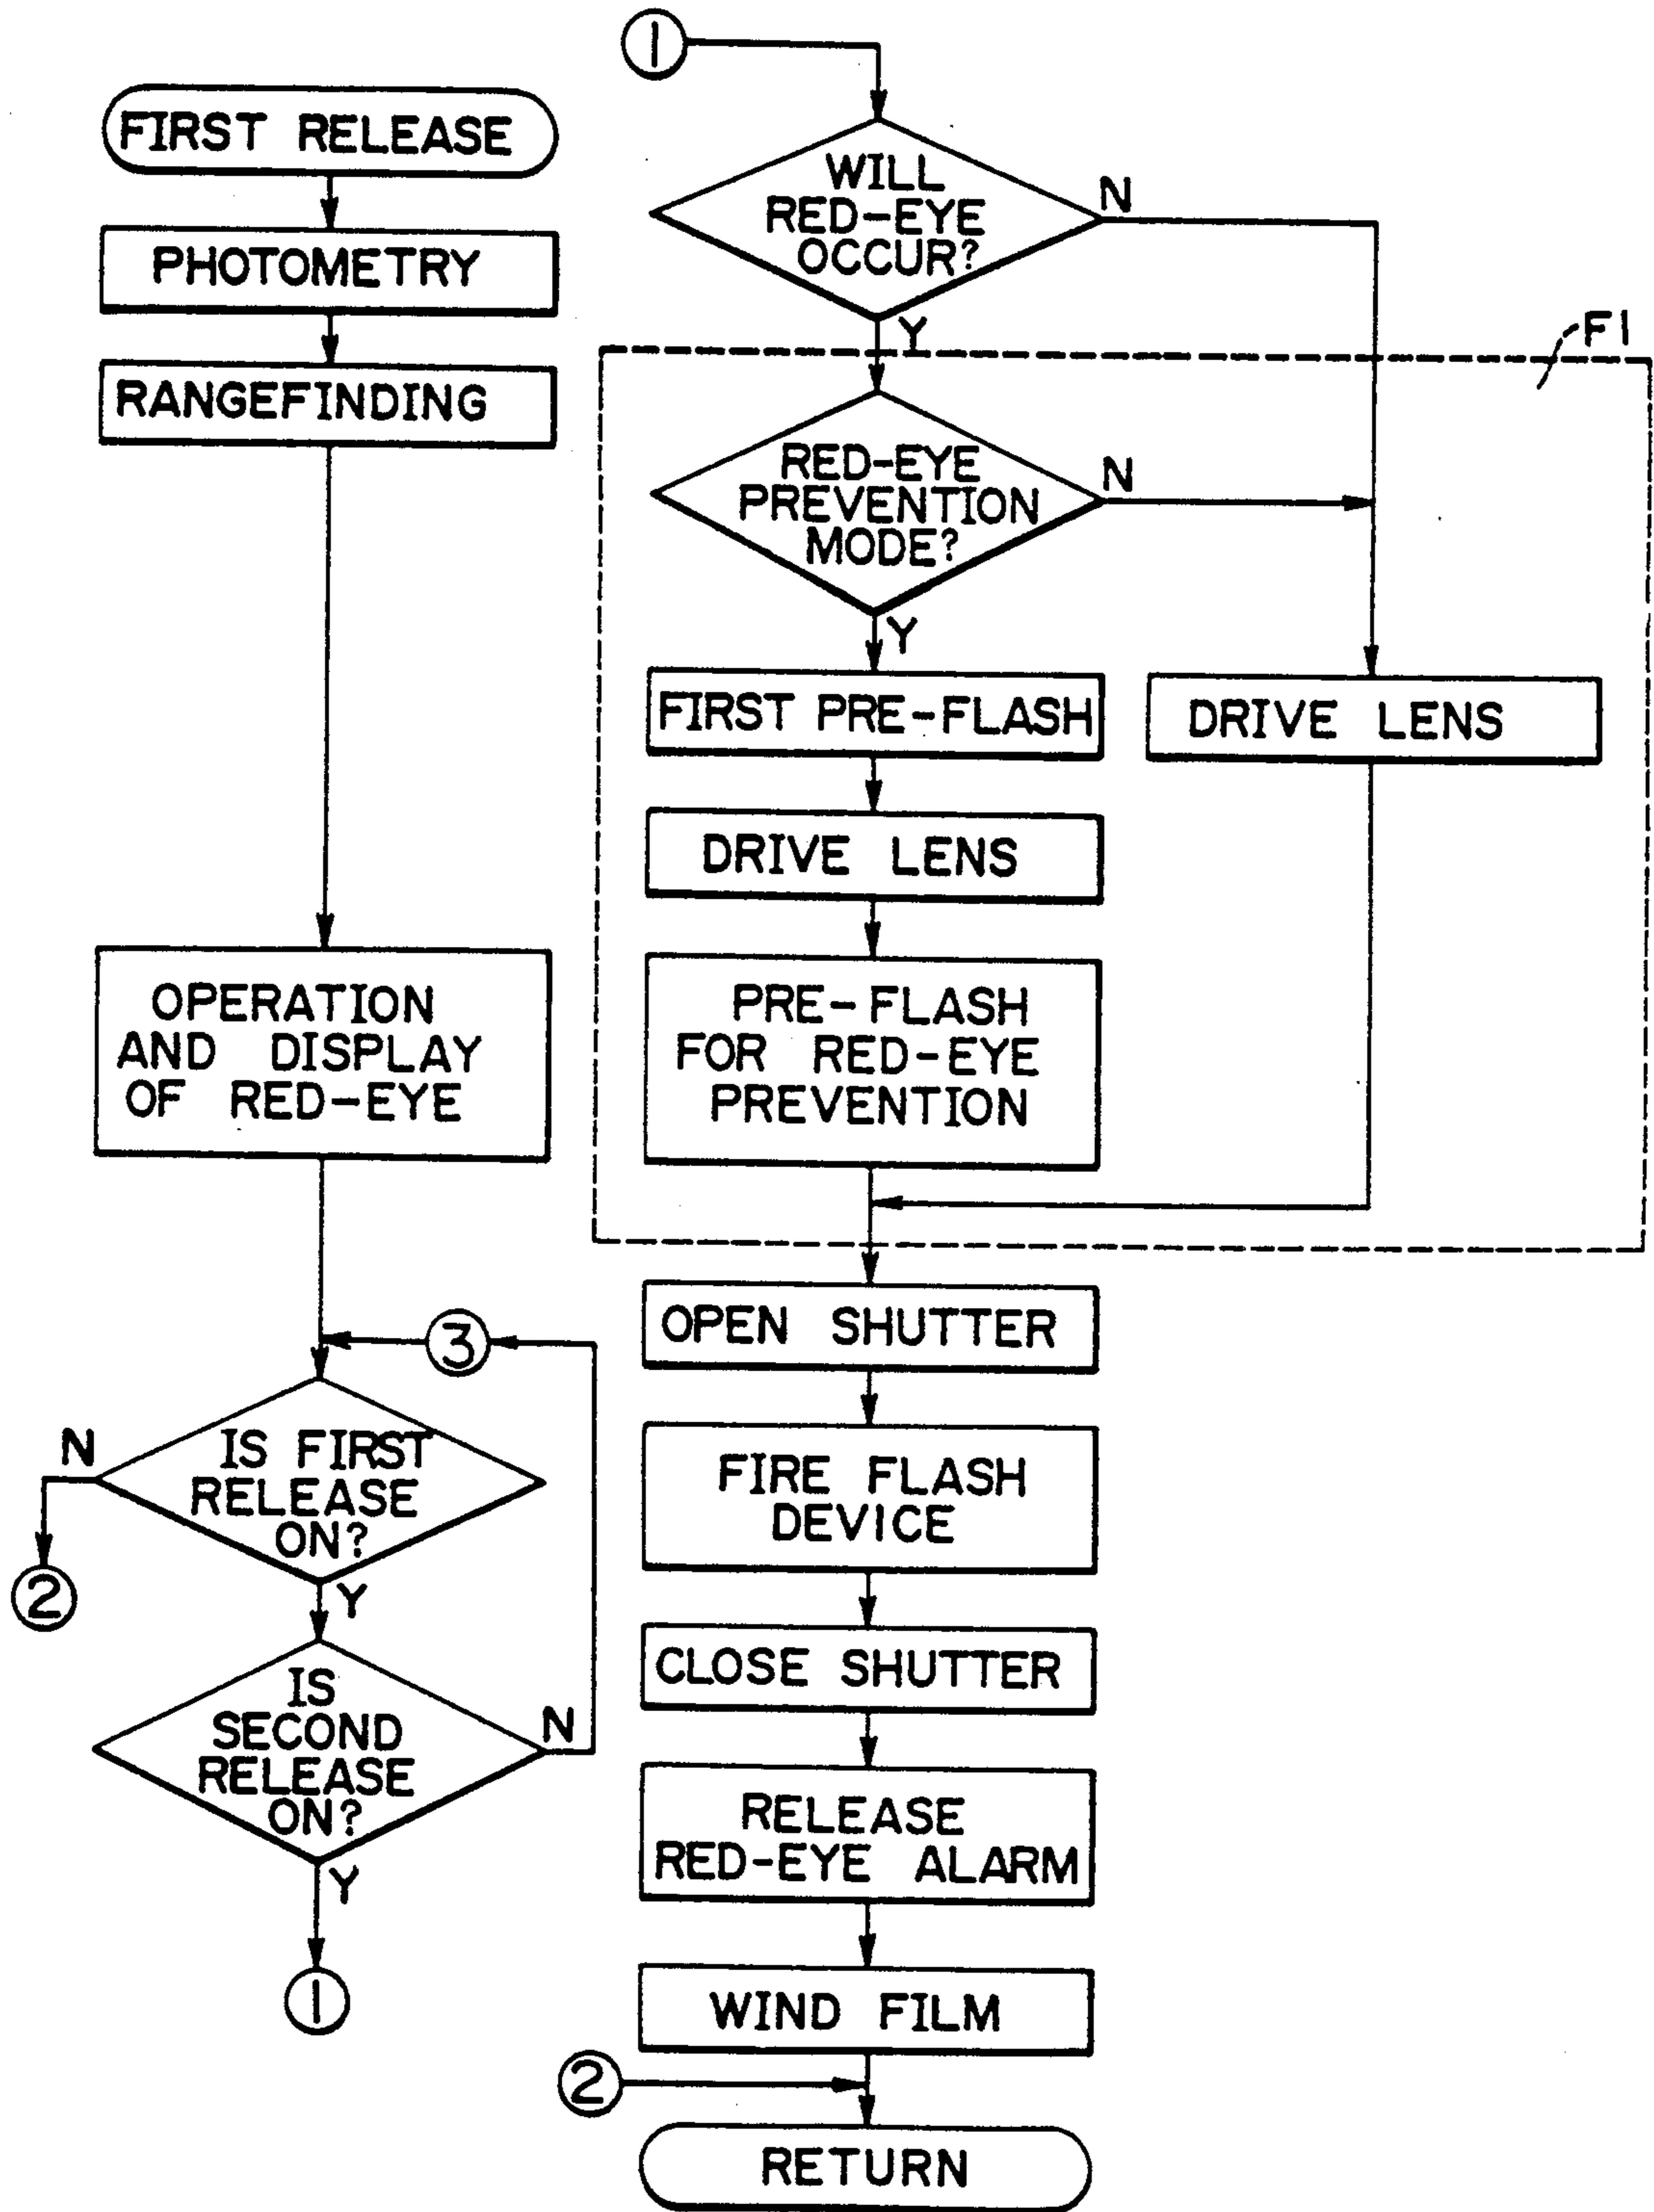 FIRST RELEASE
PHOTOMETRY
RANGEFINDING
OPERATION
AND DISPLAY
OF RED-EYE
3
N
IS FIRST
RELEASE
ON?
2
Y
IS
SECOND
RELEASE
ON?
N
Y
1
1
WILL
RED-EYE
OCCUR?
N
Y
F1
RED-EYE
PREVENTION
MODE?
N
Y
FIRST PRE-FLASH
DRIVE LENS
DRIVE LENS
PRE-FLASH
FOR RED-EYE
PREVENTION
OPEN SHUTTER
FIRE FLASH
DEVICE
CLOSE SHUTTER
RELEASE
RED-EYE ALARM
WIND FILM
2
RETURN